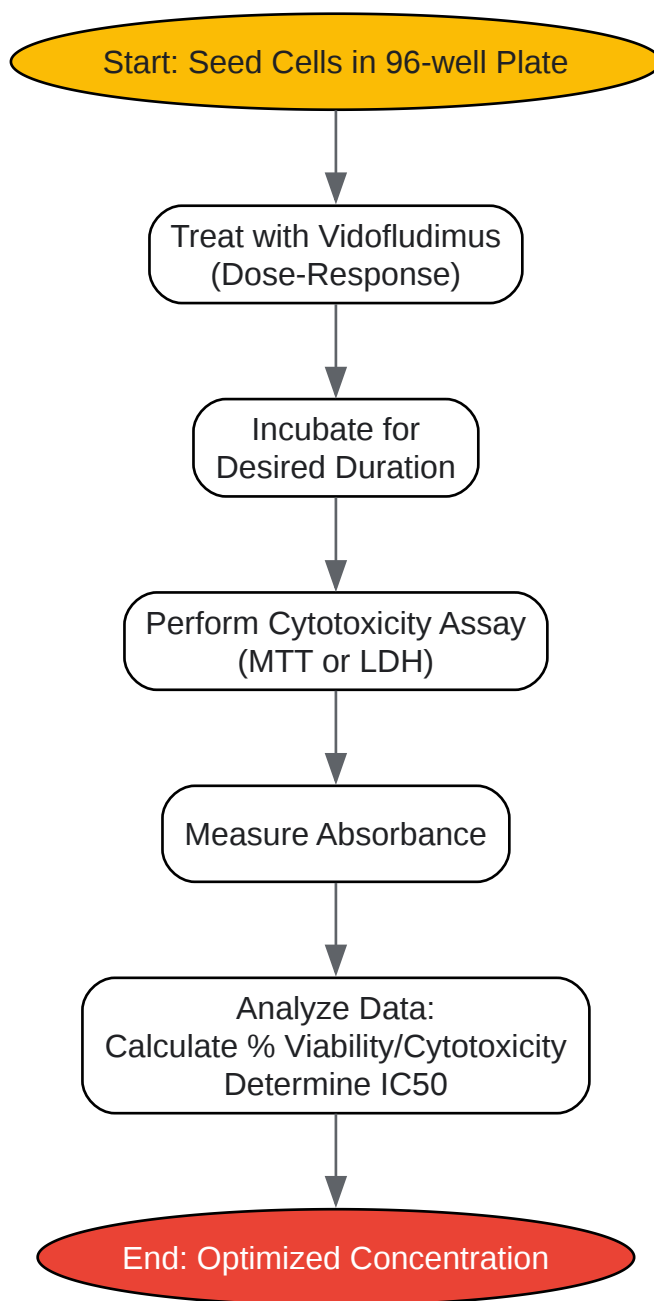 Start: Seed Cells in 96-well Plate
Treat with Vidofludimus
(Dose-Response)
Incubate for
Desired Duration
Perform Cytotoxicity Assay
(MTT or LDH)
Measure Absorbance
Analyze Data:
Calculate % Viability/Cytotoxicity
Determine IC50
End: Optimized Concentration